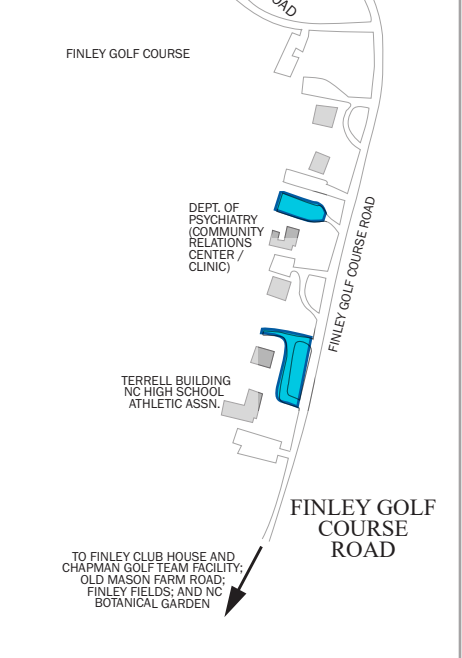 ROAD
FINLEY GOLF COURSE
DEPT. OF
PSYCHIATRY
(COMMUNITY
RELATIONS
CENTER /
CLINIC)
FINLEY GOLF COURSE ROAD
TERRELL BUILDING
NC HIGH SCHOOL
ATHLETIC ASSN.
FINLEY GOLF
COURSE
ROAD
TO FINLEY CLUB HOUSE AND
CHAPMAN GOLF TEAM FACILITY;
OLD MASON FARM ROAD;
FINLEY FIELDS; AND NC
BOTANICAL GARDEN